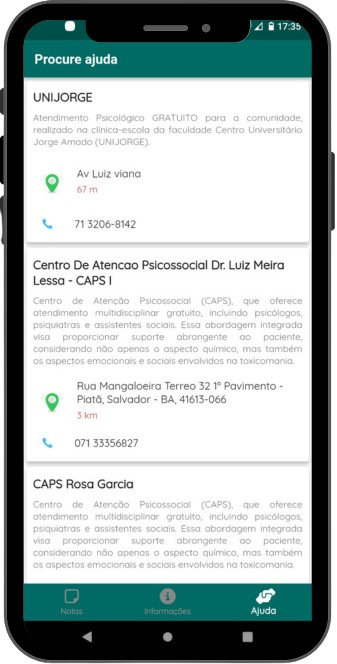 17:35
Procure ajuda
UNIJORGE
Atendimento Psicológico GRATUITO para a comunidade,
realizado na clínica-escola da faculdade Centro Universitário
Jorge Amado (UNIJORGE).
Av Luiz viana
67 m
71 3206-8142
Centro De Atencao Psicossocial Dr. Luiz Meira
Lessa - CAPS I
Centro de Atenção Psicossocial (CAPS), que oferece
atendimento multidisciplinar gratuito, incluindo psicólogos,
psiquiatras e assistentes sociais. Essa abordagem integrada
visa proporcionar suporte abrangente ao paciente,
considerando não apenas o aspecto químico, mas também
os aspectos emocionais e sociais envolvidos na toxicomania.
Rua Mangaloeira Terreo 32 1° Pavimento -
Piatã, Salvador - BA, 41613-066
3 km
071 33356827
CAPS Rosa Garcia
Centro de Atenção Psicossocial (CAPS), que oferece
atendimento multidisciplinar gratuito, incluindo psicólogos,
psiquiatras e assistentes sociais. Essa abordagem integrada
visa proporcionar suporte abrangente ao paciente,
considerando não apenas o aspecto químico, mas também
os aspectos emocionais e sociais envolvidos na toxicomania.
Notas
Informações
Ajuda